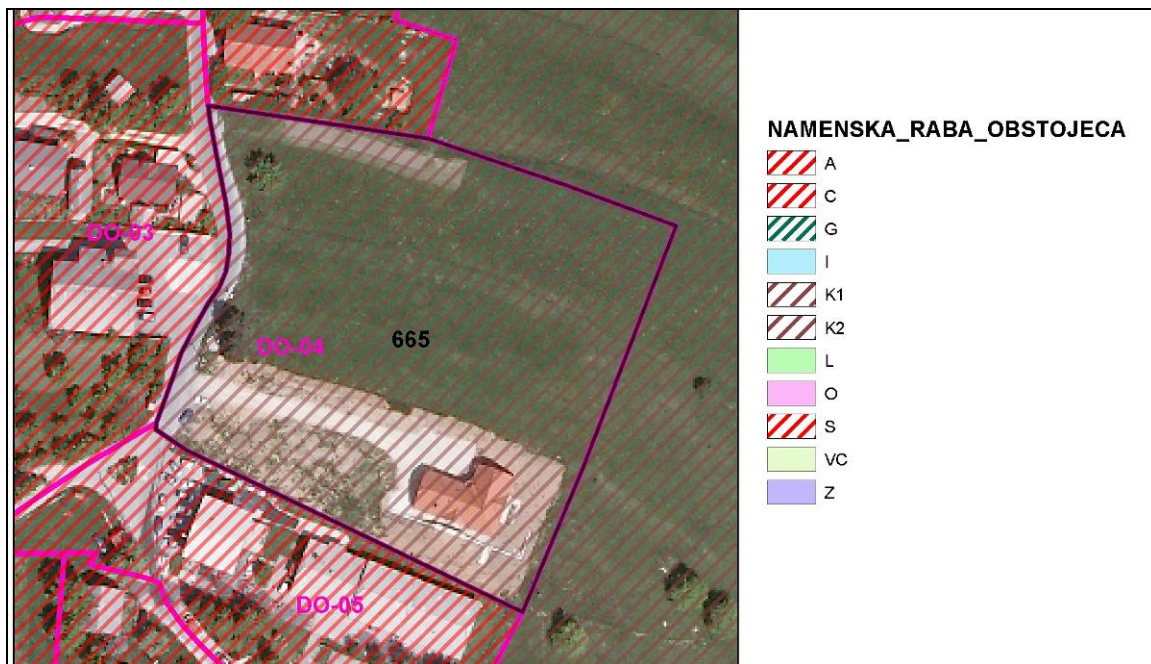 DO-03
DO-04
665
DO-05
NAMENSKA_RABA_OBSTOJECA
A
C
G
I
K1
K2
L
O
S
VC
Z